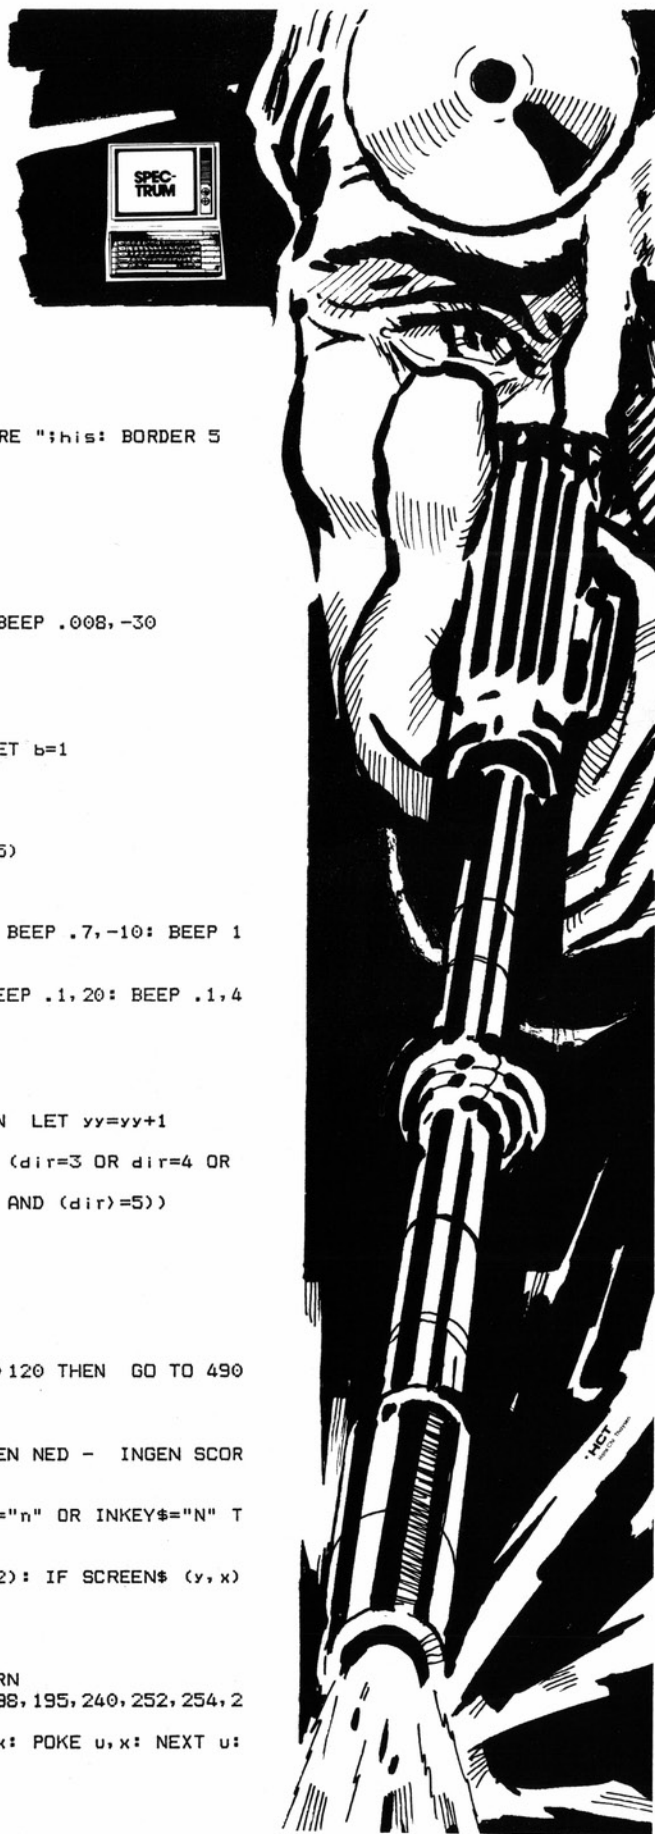 SPEC-
TRUM
RE ";his: BORDER 5
BEEP .008,-30
ET b=1
5)
BEEP .7,-10: BEEP 1
EEP .1,20: BEEP .1,4
N LET yy=yy+1
(dir=3 OR dir=4 OR
AND (dir)=5))
120 THEN GO TO 490
EN NED - INGEN SCOR
="n" OR INKEY$="N" T
2): IF SCREEN$ (y,x)
RN
98,195,240,252,254,2
x: POKE u,x: NEXT u:
HCT